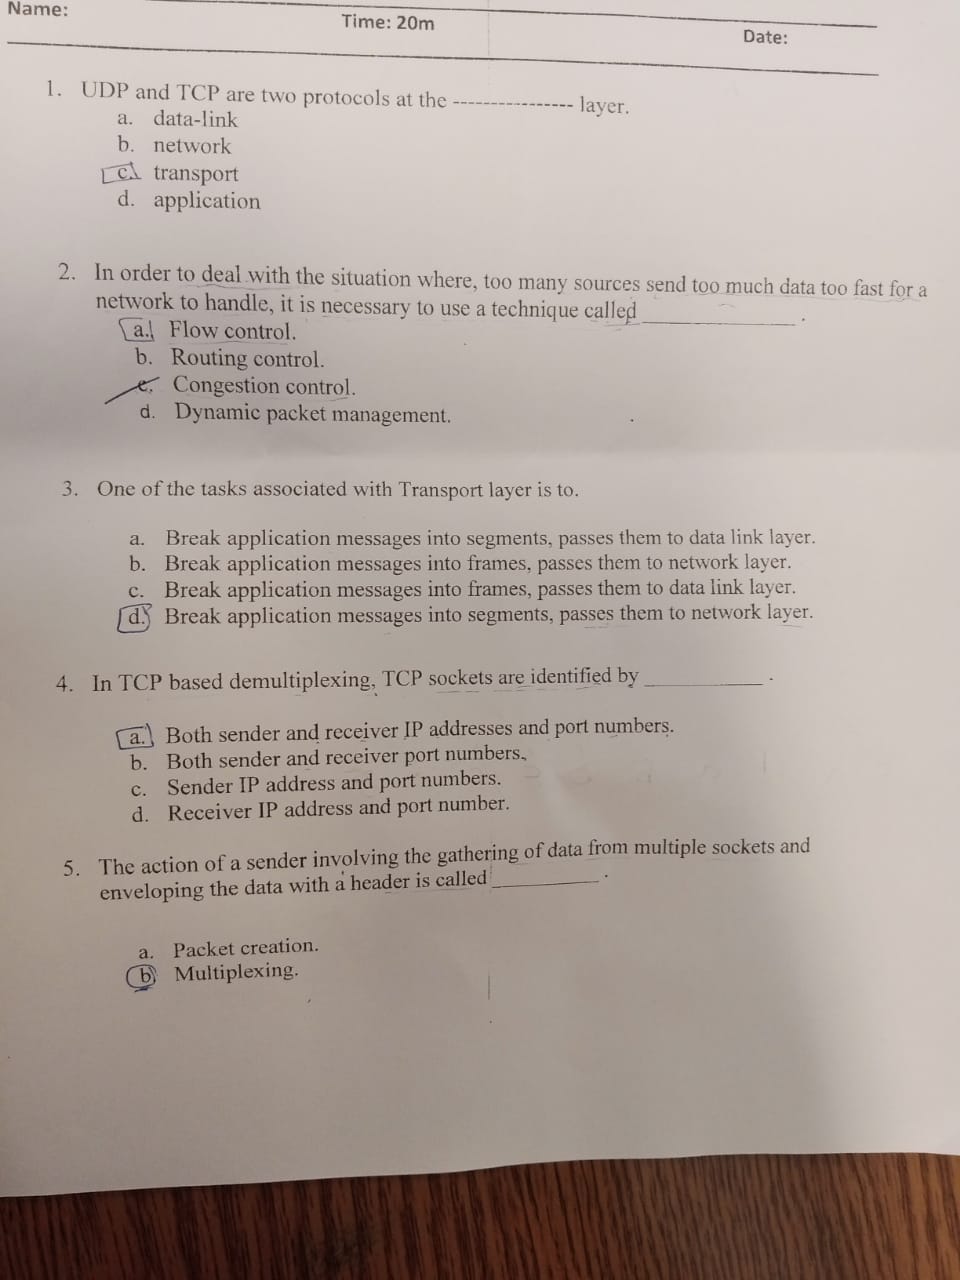 Name:
Time: 20m
Date:
1. UDP and TCP are two protocols at the ---------------- layer.
a. data-link
b. network
c. transport
d. application
2. In order to deal with the situation where, too many sources send too much data too fast for a
network to handle, it is necessary to use a technique called ______________.
a. Flow control.
b. Routing control.
c. Congestion control.
d. Dynamic packet management.
3. One of the tasks associated with Transport layer is to.
a. Break application messages into segments, passes them to data link layer.
b. Break application messages into frames, passes them to network layer.
c. Break application messages into frames, passes them to data link layer.
d. Break application messages into segments, passes them to network layer.
4. In TCP based demultiplexing, TCP sockets are identified by ___________.
a. Both sender and receiver IP addresses and port numbers.
b. Both sender and receiver port numbers.
c. Sender IP address and port numbers.
d. Receiver IP address and port number.
5. The action of a sender involving the gathering of data from multiple sockets and
enveloping the data with a header is called __________.
a. Packet creation.
b. Multiplexing.